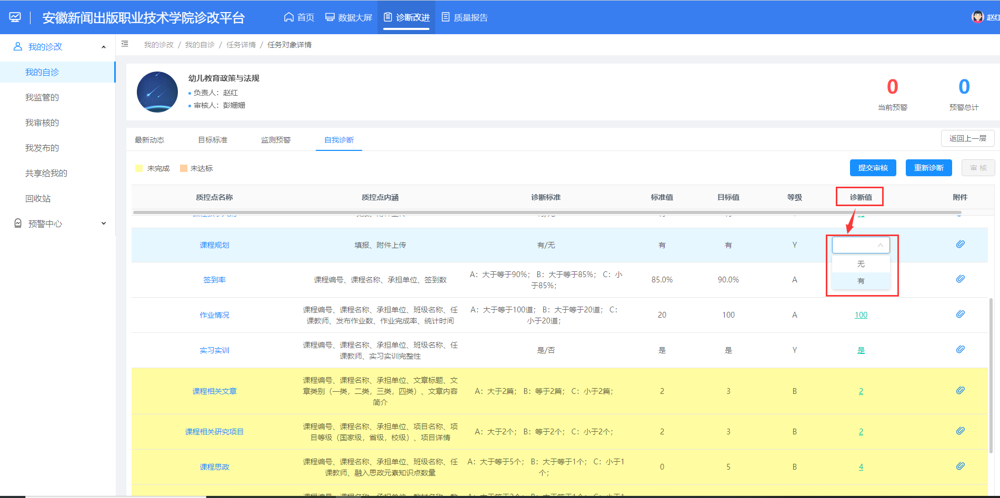 安徽新闻出版职业技术学院诊改平台
首页
数据大屏
诊断改进
质量报告
赵红
我的诊改
我的自诊
我监管的
我审核的
我发布的
共享给我的
回收站
预警中心
我的诊改 / 我的自诊 / 任务详情 / 任务对象详情
幼儿教育政策与法规
负责人：赵红
审核人：彭姗姗
0
当前预警
0
预警总计
最新动态
目标标准
监测预警
自我诊断
返回上一层
未完成
未达标
提交审核
重新诊断
审 核
质控点名称
质控点内涵
诊断标准
标准值
目标值
等级
诊断值
附件
课程规划
填报、附件上传
有/无
有
有
Y
无
有
签到率
课程编号、课程名称、承担单位、签到数
A：大于等于90%； B：大于等于85%； C：小
于85%；
85.0%
90.0%
A
作业情况
课程编号、课程名称、承担单位、班级名称、任
课教师、发布作业数、作业完成率、统计时间
A：大于等于100道； B：大于等于20道； C：
小于20道；
20
100
A
100
实习实训
课程编号、课程名称、承担单位、班级名称、任
课教师、实习实训完整性
是/否
是
是
Y
是
课程相关文章
课程编号、课程名称、承担单位、文章标题、文
章类别（一类，二类，三类，四类）、文章内容
简介
A：大于2篇； B：等于2篇； C：小于2篇；
2
3
B
2
课程相关研究项目
课程编号、课程名称、承担单位、项目名称、项
目等级（国家级，省级，校级）、项目详情
A：大于2个； B：等于2个； C：小于2个；
2
3
B
2
课程思政
课程编号、课程名称、承担单位、班级名称、任
课教师、融入思政元素知识点数量
A：大于等于5个； B：大于等于1个； C：小于1
个；
0
5
B
4